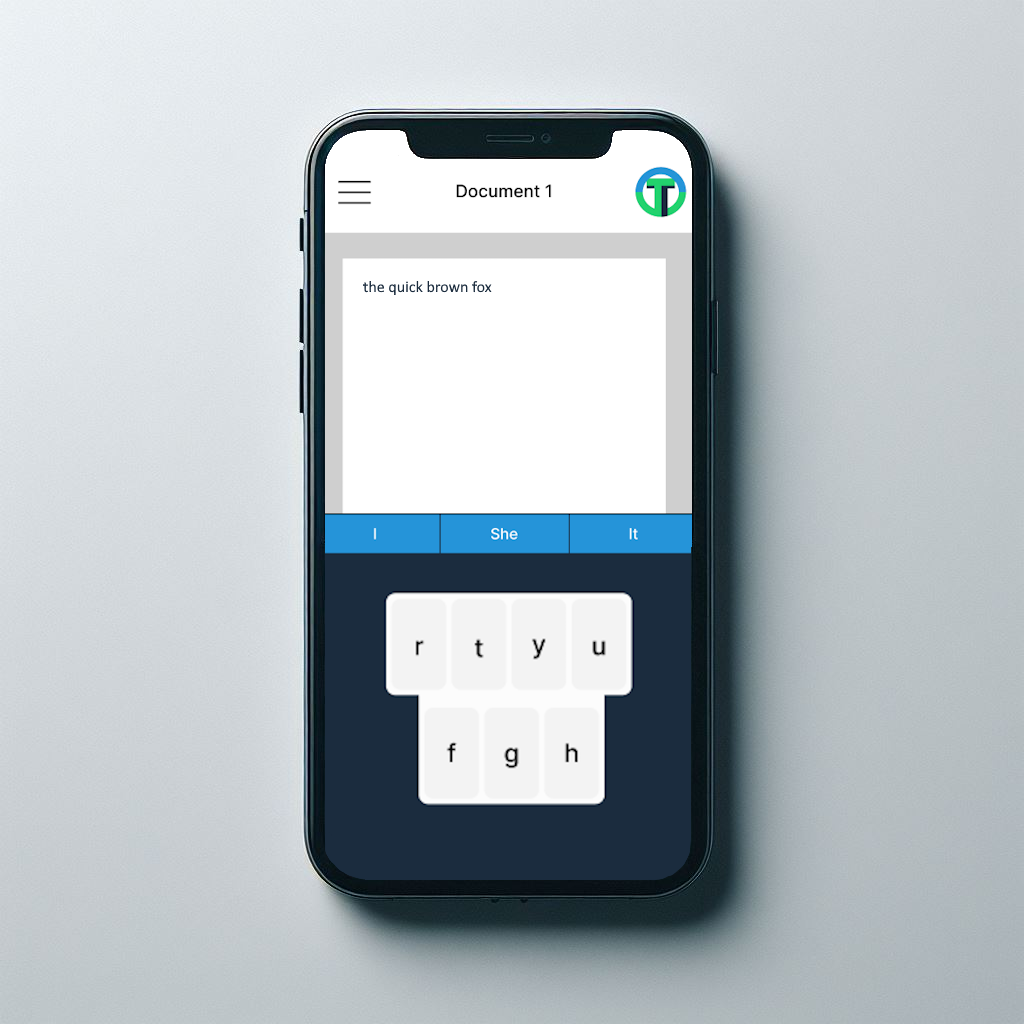 Document 1
T
the quick brown fox
I She It
r t y u
f g h